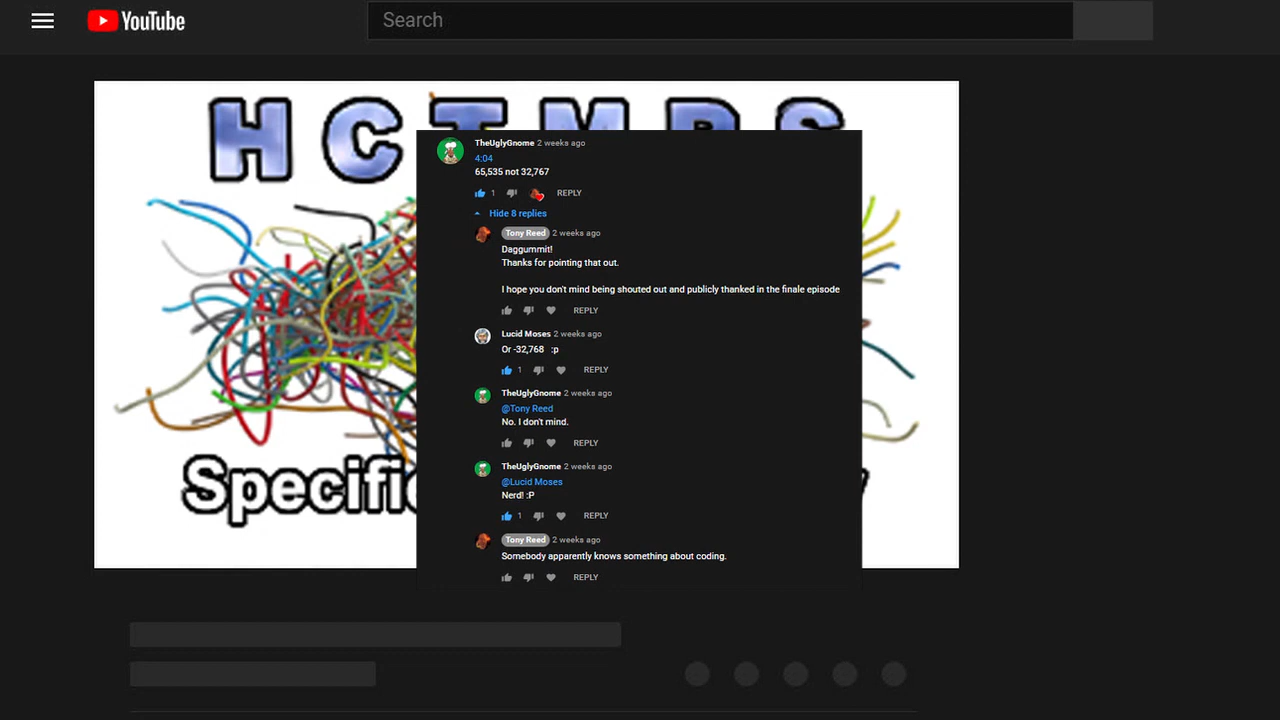 YouTube
Search
H C T M R S
TheUglyGnome 2 weeks ago
4:04
65,535 not 32,767
1 REPLY
Hide 8 replies
Tony Reed 2 weeks ago
Daggummit!
Thanks for pointing that out.
I hope you don't mind being shouted out and publicly thanked in the finale episode
REPLY
Lucid Moses 2 weeks ago
Or -32,768 :p
1 REPLY
TheUglyGnome 2 weeks ago
@Tony Reed
No. I don't mind.
REPLY
TheUglyGnome 2 weeks ago
@Lucid Moses
Nerd! :P
1 REPLY
Tony Reed 2 weeks ago
Somebody apparently knows something about coding.
REPLY